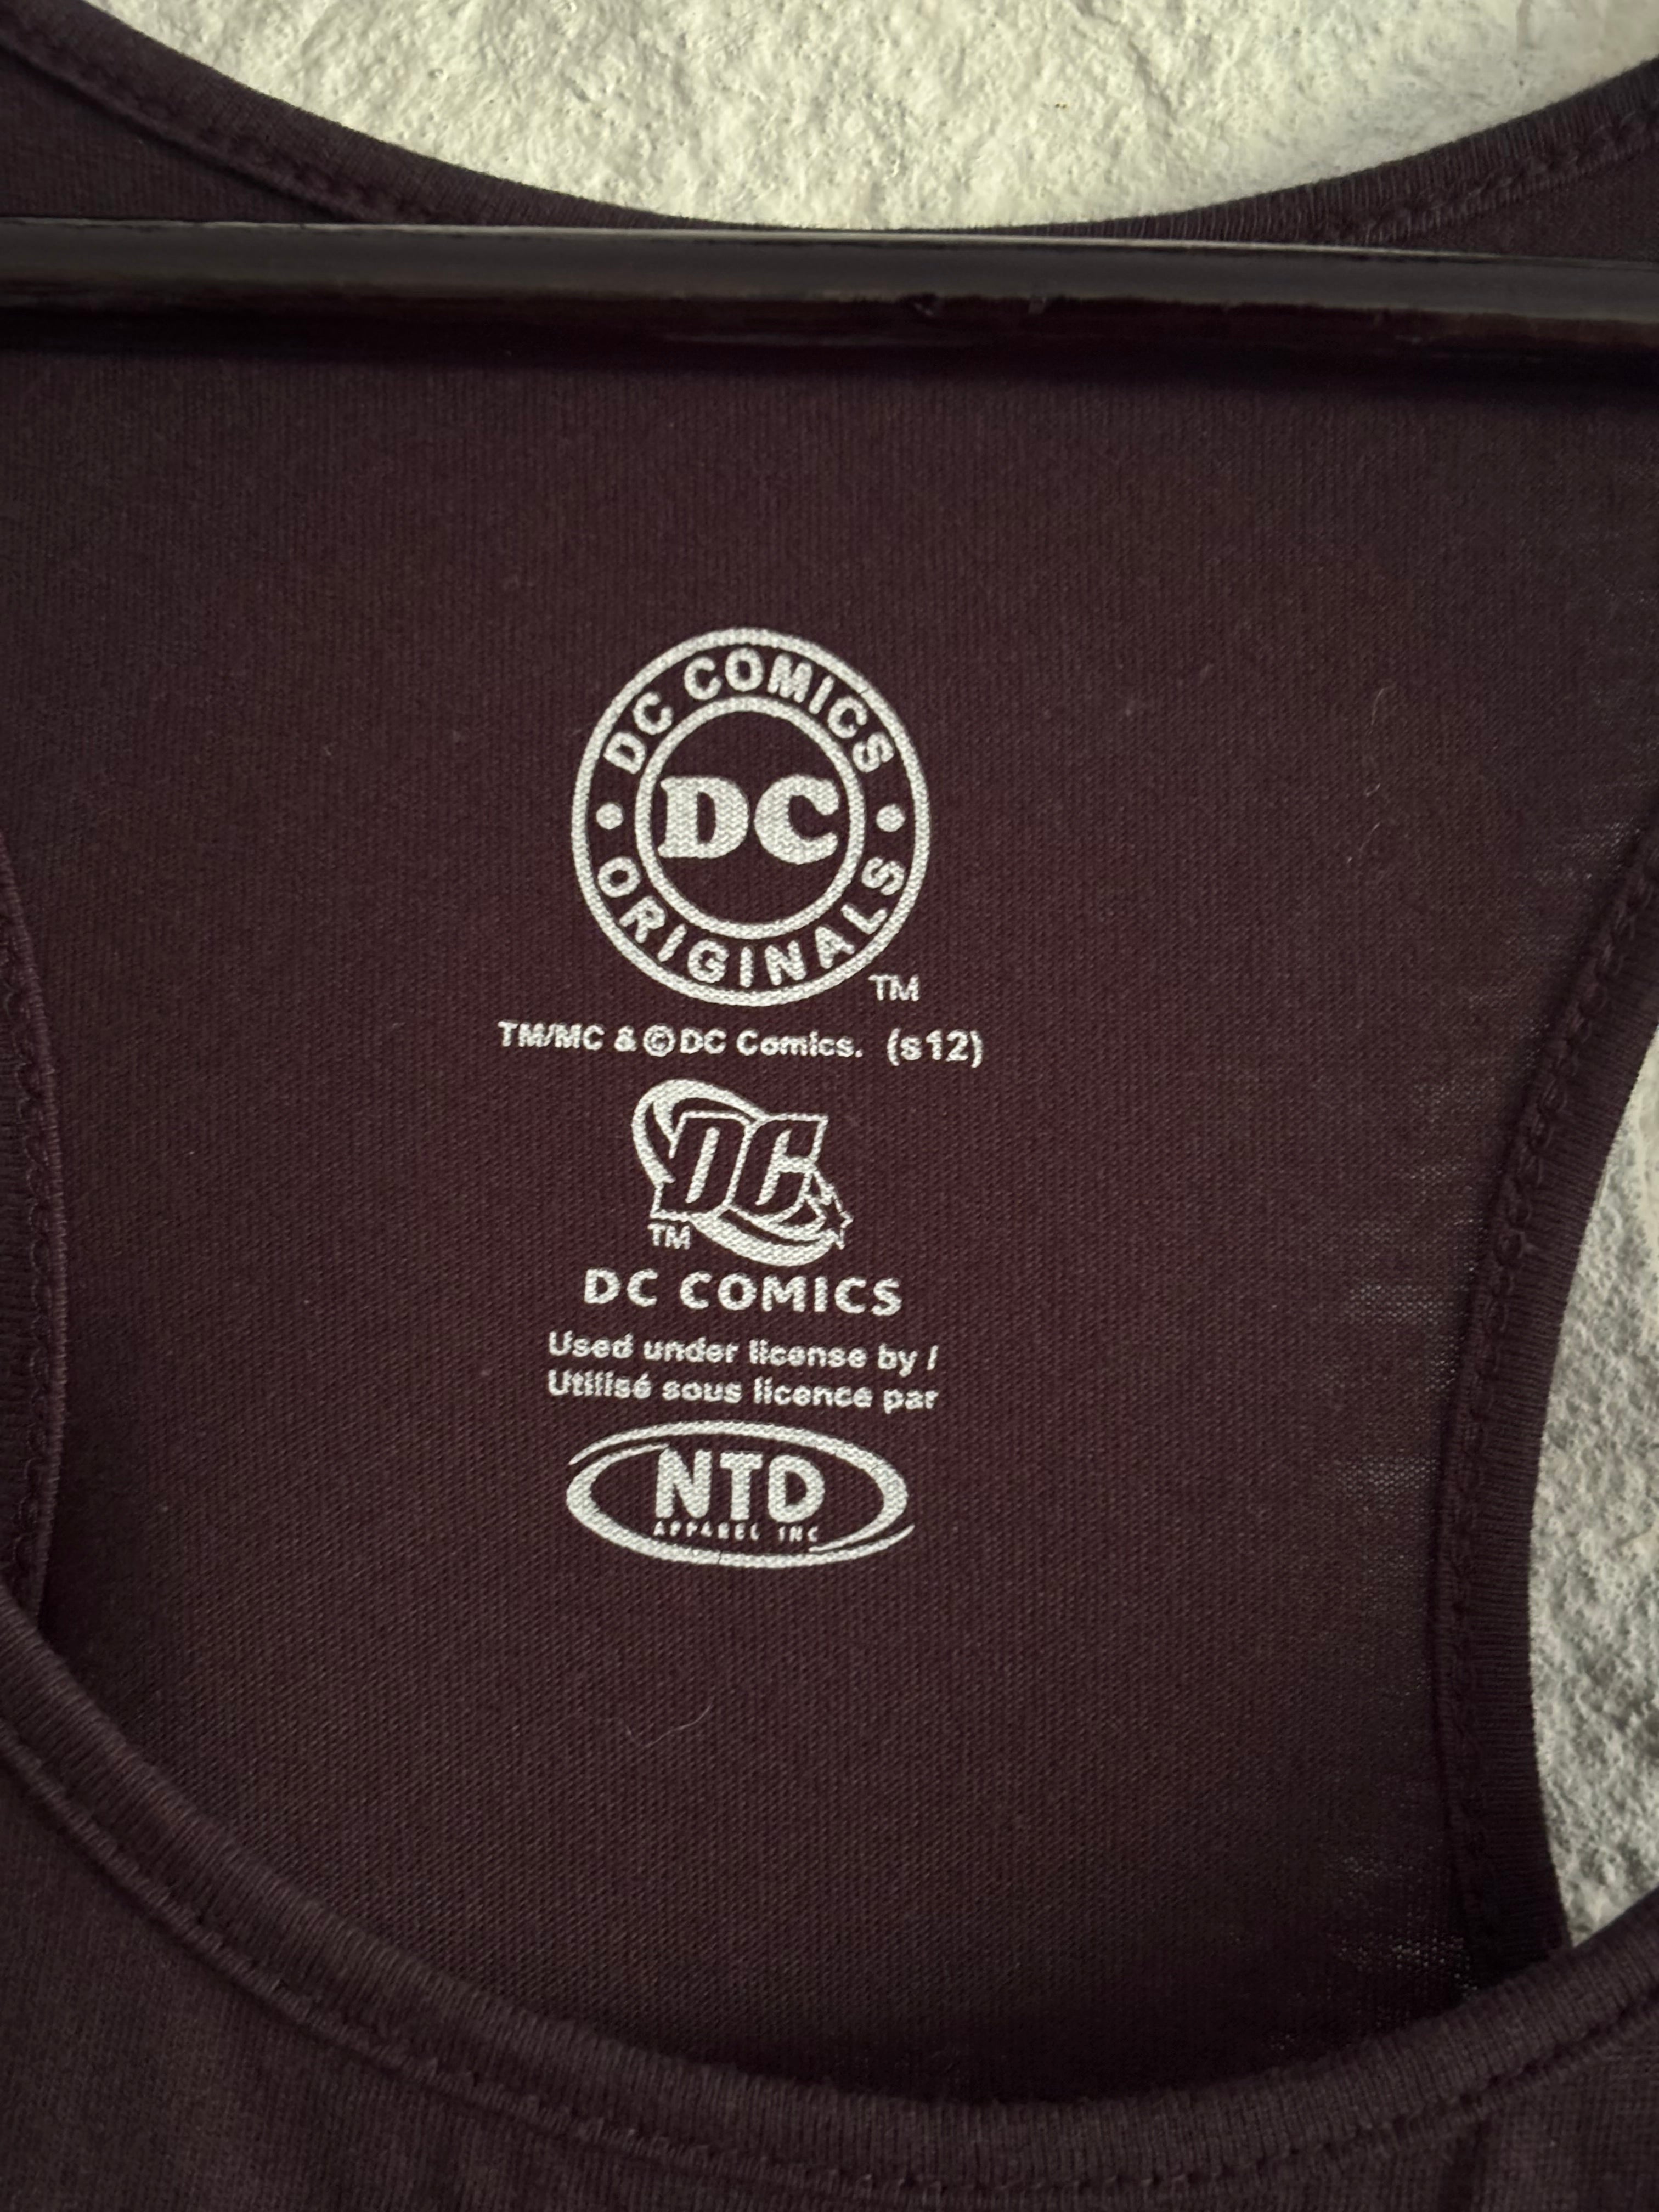 DC COMICS
DC
ORIGINALS
TM
TM/MC & © DC Comics. (s12)
DC
TM
DC COMICS
Used under license by /
Utilisé sous licence par
NTD
APPAREL INC